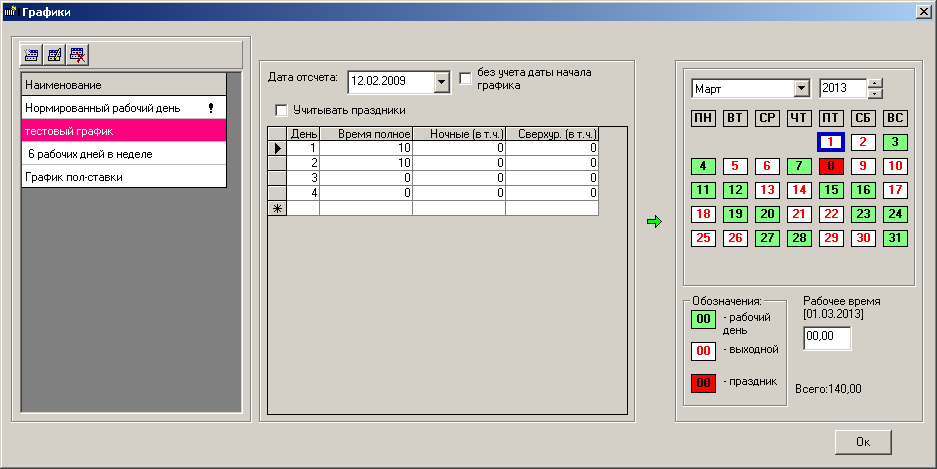 Графики
Наименование
Нормированный рабочий день !
тестовый график
6 рабочих дней в неделе
График пол-ставки
Дата отсчета: 12.02.2009
без учета даты начала
графика
Учитывать праздники
День Время полное Ночные (в т.ч.) Сверхур. (в т.ч.)
1 10 0 0
2 10 0 0
3 0 0 0
4 0 0 0
Март 2013
ПН ВТ СР ЧТ ПТ СБ ВС
1 2 3
4 5 6 7 8 9 10
11 12 13 14 15 16 17
18 19 20 21 22 23 24
25 26 27 28 29 30 31
Обозначения:
00 - рабочий
день
00 - выходной
00 - праздник
Рабочее время
[01.03.2013]
00,00
Всего:140,00
Ок